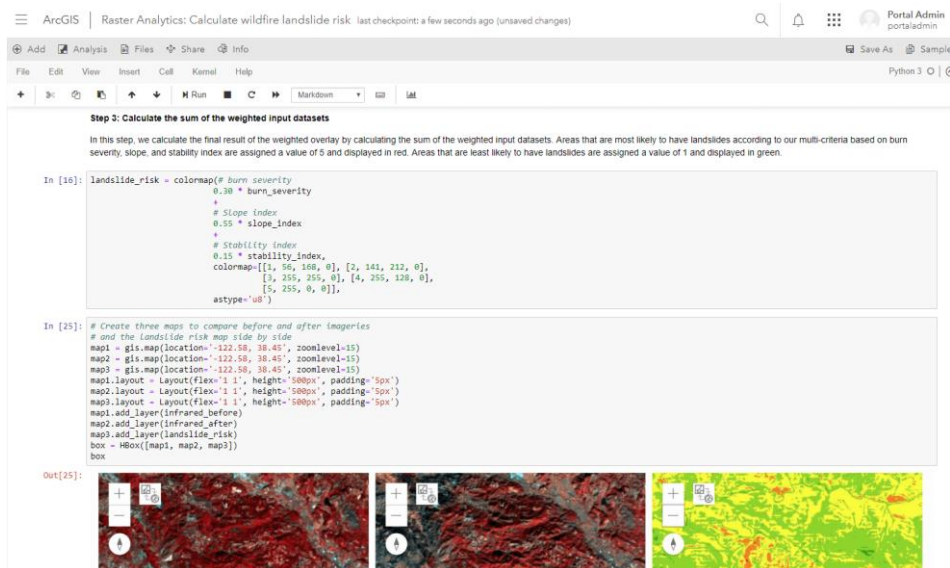 ArcGIS Raster Analytics: Calculate wildfire landslide risk last checkpoint: a few seconds ago (unsaved changes) Portal Admin
portaladmin
Add Analysis Files Share Info Save As Sample
File Edit View Insert Cell Kernel Help Python 3
Run Markdown
Step 3: Calculate the sum of the weighted input datasets
In this step, we calculate the final result of the weighted overlay by calculating the sum of the weighted input datasets. Areas that are most likely to have landslides according to our multi-criteria based on burn
severity, slope, and stability index are assigned a value of 5 and displayed in red. Areas that are least likely to have landslides are assigned a value of 1 and displayed in green.
In [16]: landslide_risk = colormap(# burn severity
0.30 * burn_severity
+
# Slope index
0.55 * slope_index
+
# Stability index
0.15 * stability_index,
colormap=[[1, 56, 168, 0], [2, 141, 212, 0],
[3, 255, 255, 0], [4, 255, 128, 0],
[5, 255, 0, 0]],
astype='u8')
In [25]: # Create three maps to compare before and after imageries
# and the landslide risk map side by side
map1 = gis.map(location='-122.58, 38.45', zoomlevel=15)
map2 = gis.map(location='-122.58, 38.45', zoomlevel=15)
map3 = gis.map(location='-122.58, 38.45', zoomlevel=15)
map1.layout = Layout(flex='1 1', height='500px', padding='5px')
map2.layout = Layout(flex='1 1', height='500px', padding='5px')
map3.layout = Layout(flex='1 1', height='500px', padding='5px')
map1.add_layer(infrared_before)
map2.add_layer(infrared_after)
map3.add_layer(landslide_risk)
box = HBox([map1, map2, map3])
box
Out[25]: